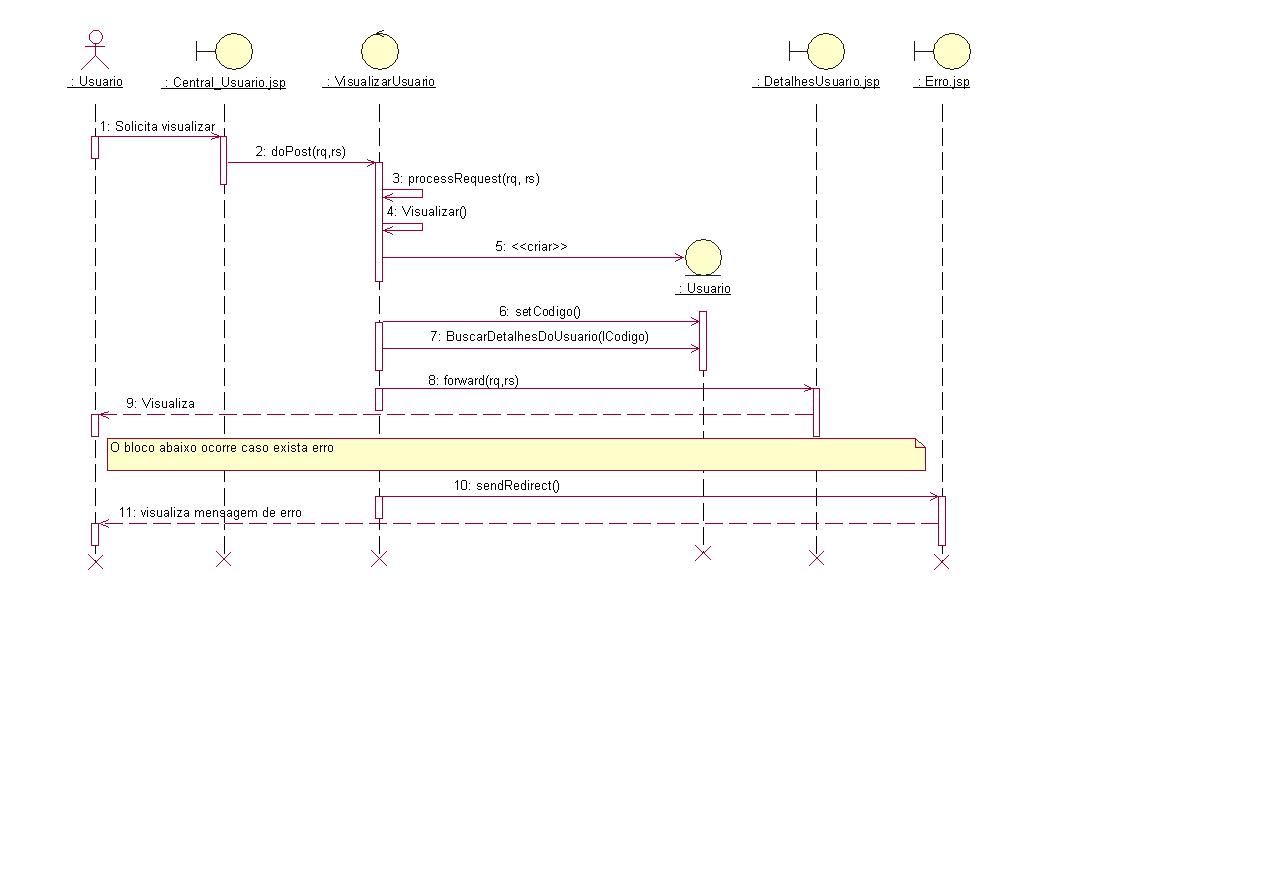 : Usuario
: Central_Usuario.jsp
: VisualizarUsuario
: DetalhesUsuario.jsp
: Erro.jsp
1: Solicita visualizar
2: doPost(rq,rs)
3: processRequest(rq, rs)
4: Visualizar()
5: <<criar>>
: Usuario
6: setCodigo()
7: BuscarDetalhesDoUsuario(lCodigo)
8: forward(rq,rs)
9: Visualiza
O bloco abaixo ocorre caso exista erro
10: sendRedirect()
11: visualiza mensagem de erro